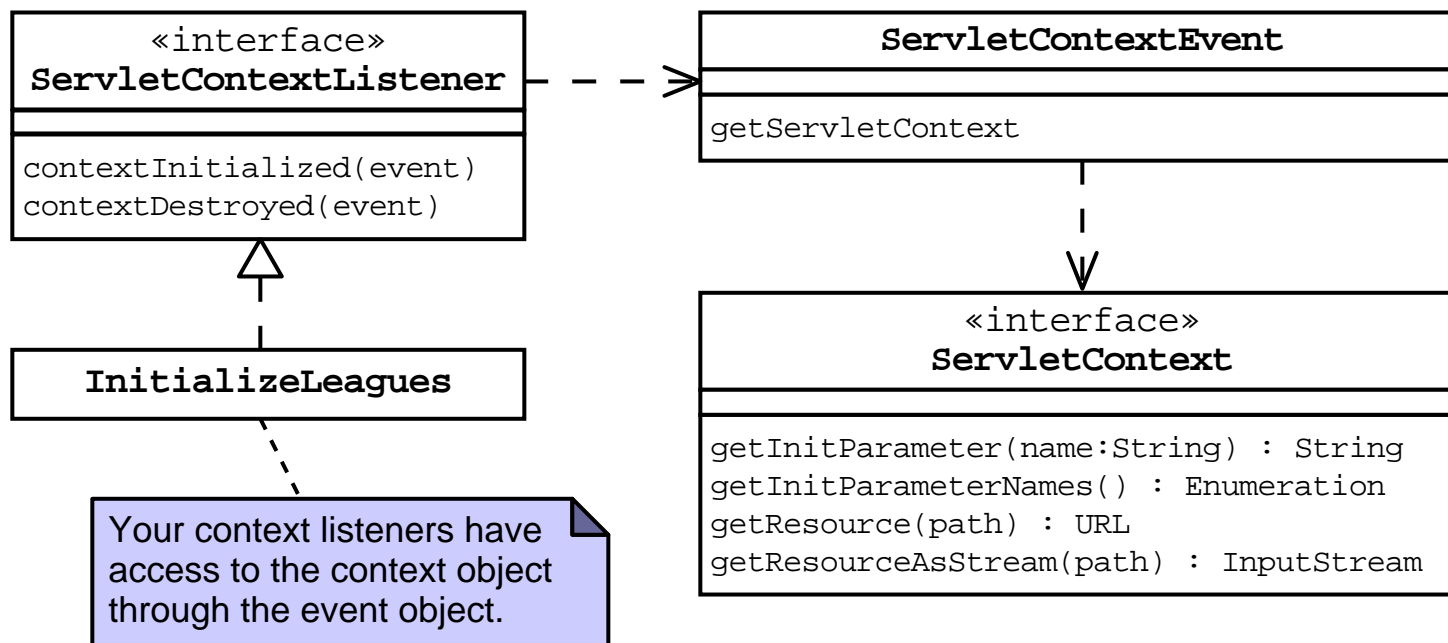 «interface»
ServletContextListener
contextInitialized(event)
contextDestroyed(event)
InitializeLeagues
Your context listeners have
access to the context object
through the event object.
ServletContextEvent
getServletContext
«interface»
ServletContext
getInitParameter(name:String) : String
getInitParameterNames() : Enumeration
getResource(path) : URL
getResourceAsStream(path) : InputStream